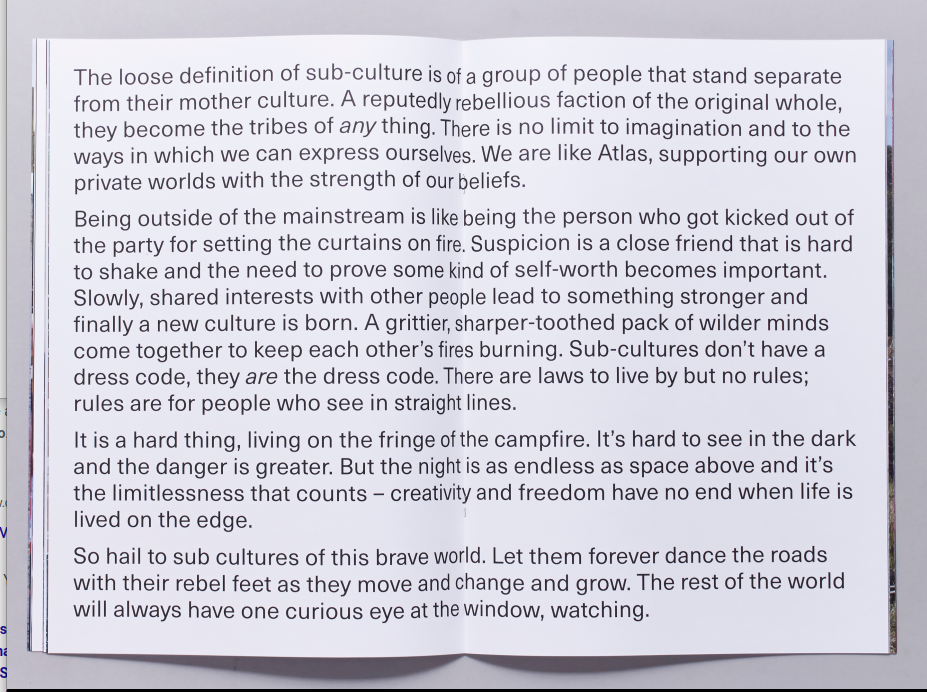 The loose definition of sub-culture is of a group of people that stand separate
from their mother culture. A reputedly rebellious faction of the original whole,
they become the tribes of any thing. There is no limit to imagination and to the
ways in which we can express ourselves. We are like Atlas, supporting our own
private worlds with the strength of our beliefs.
Being outside of the mainstream is like being the person who got kicked out of
the party for setting the curtains on fire. Suspicion is a close friend that is hard
to shake and the need to prove some kind of self-worth becomes important.
Slowly, shared interests with other people lead to something stronger and
finally a new culture is born. A grittier, sharper-toothed pack of wilder minds
come together to keep each other’s fires burning. Sub-cultures don’t have a
dress code, they are the dress code. There are laws to live by but no rules;
rules are for people who see in straight lines.
It is a hard thing, living on the fringe of the campfire. It’s hard to see in the dark
and the danger is greater. But the night is as endless as space above and it’s
the limitlessness that counts – creativity and freedom have no end when life is
lived on the edge.
So hail to sub cultures of this brave world. Let them forever dance the roads
with their rebel feet as they move and change and grow. The rest of the world
will always have one curious eye at the window, watching.